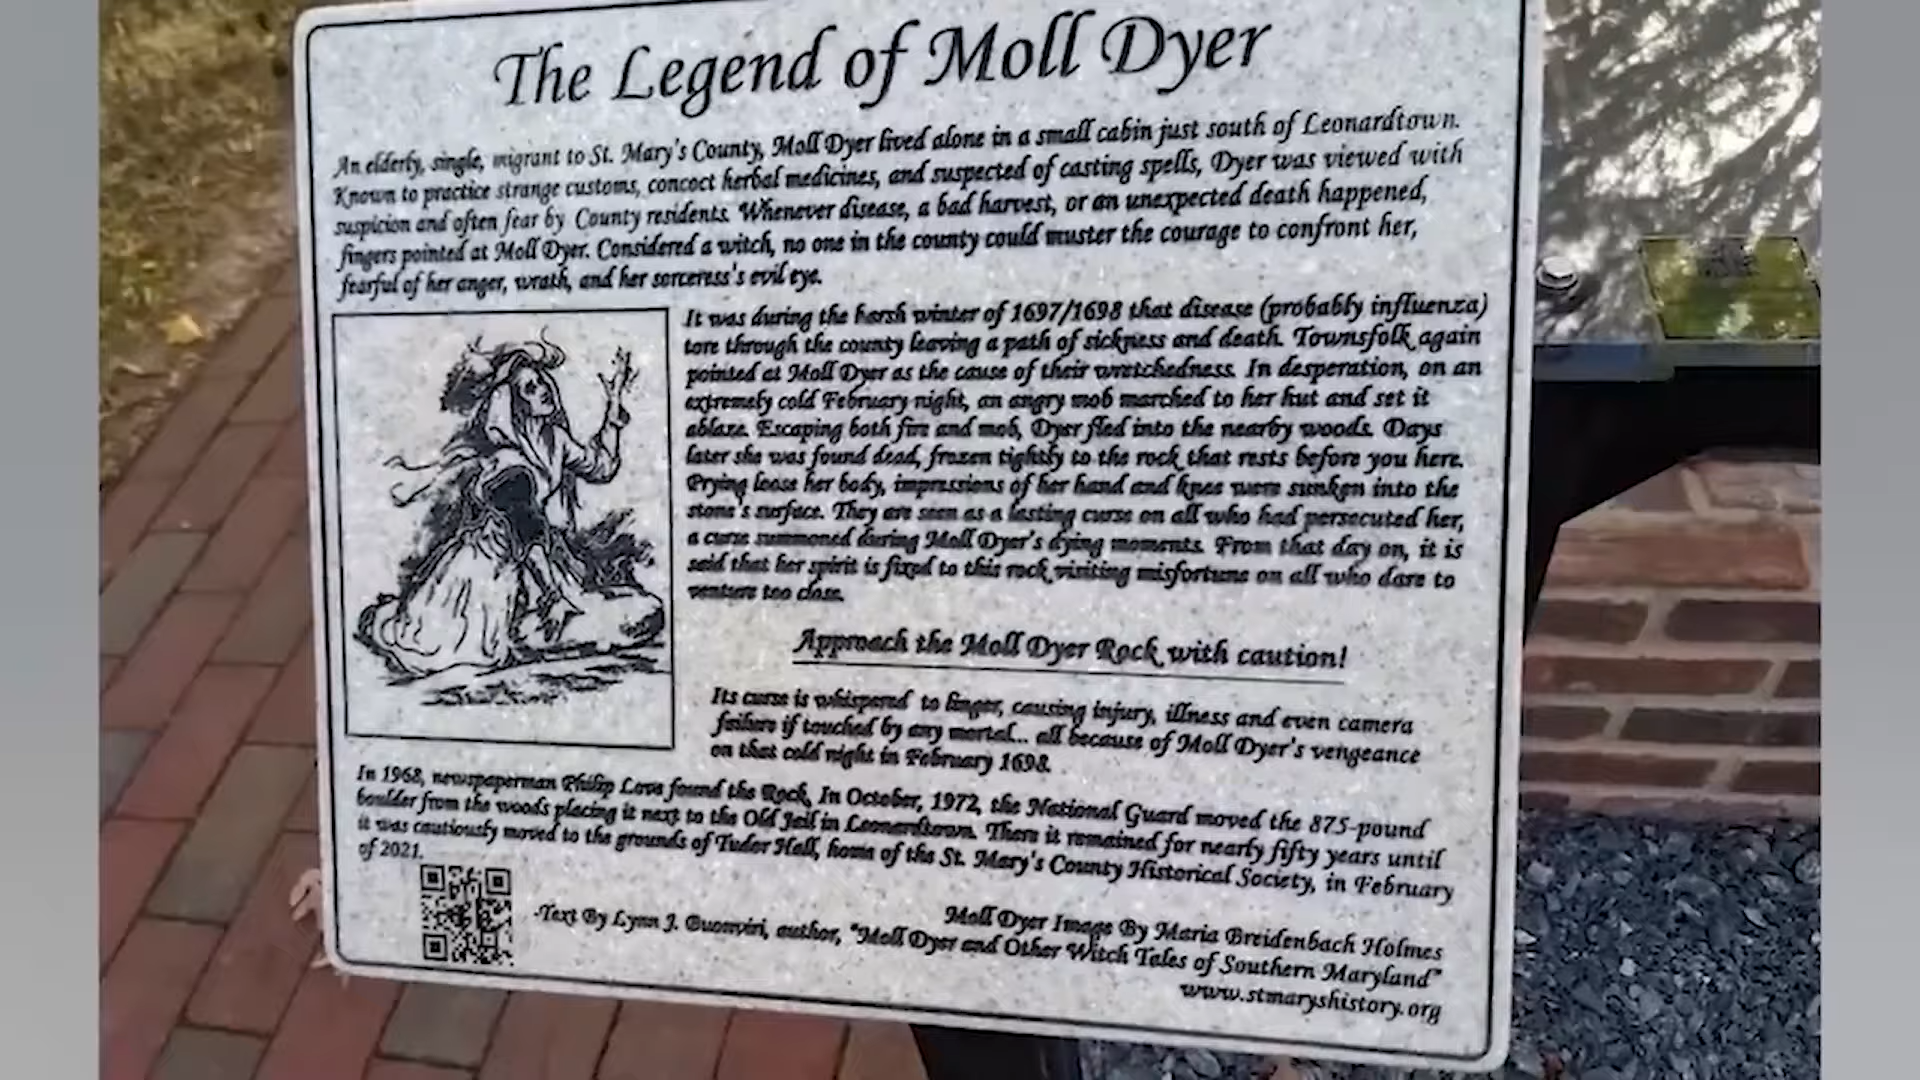 The Legend of Moll Dyer
An elderly, single, migrant to St. Mary's County, Moll Dyer lived alone in a small cabin just south of Leonardtown.
Known to practice strange customs, concoct herbal medicines, and suspected of casting spells, Dyer was viewed with
suspicion and often fear by County residents. Whenever disease, a bad harvest, or an unexpected death happened,
fingers pointed at Moll Dyer. Considered a witch, no one in the county could muster the courage to confront her,
fearful of her anger, wrath, and her sorceress's evil eye.
It was during the harsh winter of 1697/1698 that disease (probably influenza)
tore through the county leaving a path of sickness and death. Townsfolk again
pointed at Moll Dyer as the cause of their wretchedness. In desperation, on an
extremely cold February night, an angry mob marched to her hut and set it
ablaze. Escaping both fire and mob, Dyer fled into the nearby woods. Days
later she was found dead, frozen tightly to the rock that rests before you here.
Prying loose her body, impressions of her hand and knee were sunken into the
stone's surface. They are seen as a lasting curse on all who had persecuted her,
a curse summoned during Moll Dyer's dying moments. From that day on, it is
said that her spirit is fixed to this rock, visiting misfortune on all who dare to
venture too close.
Approach the Moll Dyer Rock with caution!
Its curse is whispered to linger, causing injury, illness and even camera
failure if touched by any mortal... all because of Moll Dyer's vengeance
on that cold night in February 1698.
In 1968, newspaperman Philip Love found the Rock. In October, 1972, the National Guard moved the 875-pound
boulder from the woods placing it next to the Old Jail in Leonardtown. There it remained for nearly fifty years until
it was cautiously moved to the grounds of Tudor Hall, home of the St. Mary's County Historical Society, in February
of 2021.
Moll Dyer Image By Maria Breidenbach Holmes
-Text By Lynn J. Buonviri, author, "Moll Dyer and Other Witch Tales of Southern Maryland"
www.stmaryshistory.org